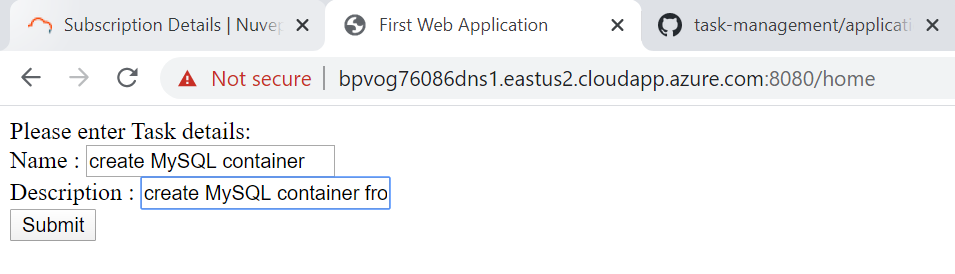 Subscription Details | Nuvep
First Web Application
task-management/applicati
Not secure | bpvog76086dns1.eastus2.cloudapp.azure.com:8080/home
Please enter Task details:
Name : create MySQL container
Description : create MySQL container fro
Submit